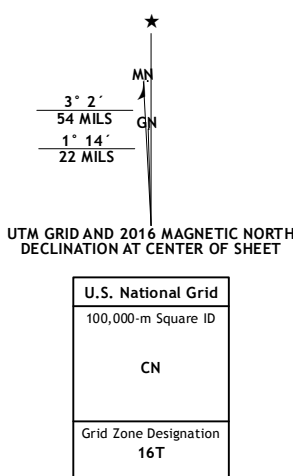 ★
MN
3° 2´
54 MILS
GN
1° 14´
22 MILS
UTM GRID AND 2016 MAGNETIC NORTH
DECLINATION AT CENTER OF SHEET
U.S. National Grid
100,000-m Square ID
CN
Grid Zone Designation
16T